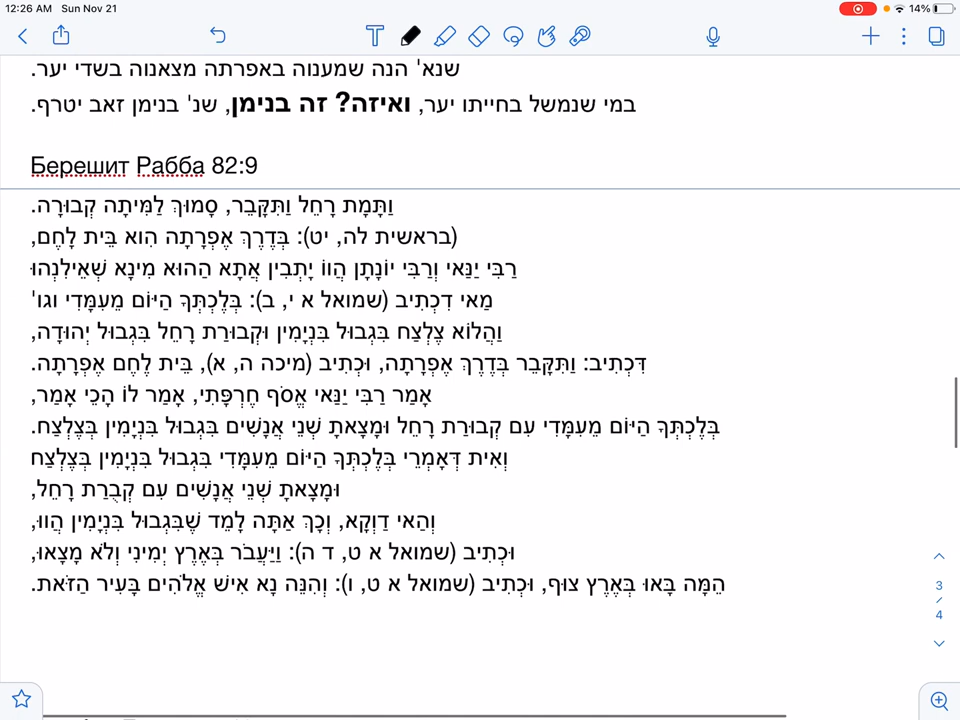 12:26 AM Sun Nov 21 14%
שנא' הנה שמענוה באפרתה מצאנוה בשדי יער.
במי שנמשל בחייתו יער, ואיזה? זה בנימן, שנ' בנימן זאב יטרף.
Берешит Рабба 82:9
וַתָּמָת רָחֵל וַתִּקָּבֵר, סָמוּךְ לַמִּיתָה קְבוּרָה.
(בראשית לה, יט): בְּדֶרֶךְ אֶפְרָתָה הִוא בֵּית לָחֶם,
רַבִּי יַנַּאי וְרַבִּי יוֹנָתָן הֲווֹ יָתְבִין אֲתָא הַהוּא מִינָא שְׁאֵילִנְהוּ
מַאי דִכְתִיב (שמואל א י, ב): בְּלֶכְתְּךָ הַיּוֹם מֵעִמָּדִי וגו'
וַהֲלוֹא צֶלְצַח בִּגְבוּל בִּנְיָמִין וּקְבוּרַת רָחֵל בִּגְבוּל יְהוּדָה,
דִּכְתִיב: וַתִּקָּבֵר בְּדֶרֶךְ אֶפְרָתָה, וּכְתִיב (מיכה ה, א), בֵּית לֶחֶם אֶפְרָתָה.
אָמַר רַבִּי יַנַּאי אֱסֹף חֶרְפָּתִי, אָמַר לוֹ הָכֵי אָמַר,
בְּלֶכְתְּךָ הַיּוֹם מֵעִמָּדִי עִם קְבוּרַת רָחֵל וּמָצָאתָ שְׁנֵי אֲנָשִׁים בִּגְבוּל בִּנְיָמִין בְּצֶלְצַח.
וְאִית דְּאָמְרֵי בְּלֶכְתְּךָ הַיּוֹם מֵעִמָּדִי בִּגְבוּל בִּנְיָמִין בְּצֶלְצַח
וּמָצָאתָ שְׁנֵי אֲנָשִׁים עִם קְבֻרַת רָחֵל,
וְהַאי דַּוְקָא, וְכָךְ אַתָּה לָמֵד שֶׁבִּגְבוּל בִּנְיָמִין הֲווּ,
וּכְתִיב (שמואל א ט, ד ה): וַיַּעֲבֹר בְּאֶרֶץ יְמִינִי וְלֹא מָצָאוּ,
הֵמָּה בָּאוּ בְּאֶרֶץ צוּף, וּכְתִיב (שמואל א ט, ו): וְהִנֵּה נָא אִישׁ אֱלֹהִים בָּעִיר הַזֹּאת.
3
/
4